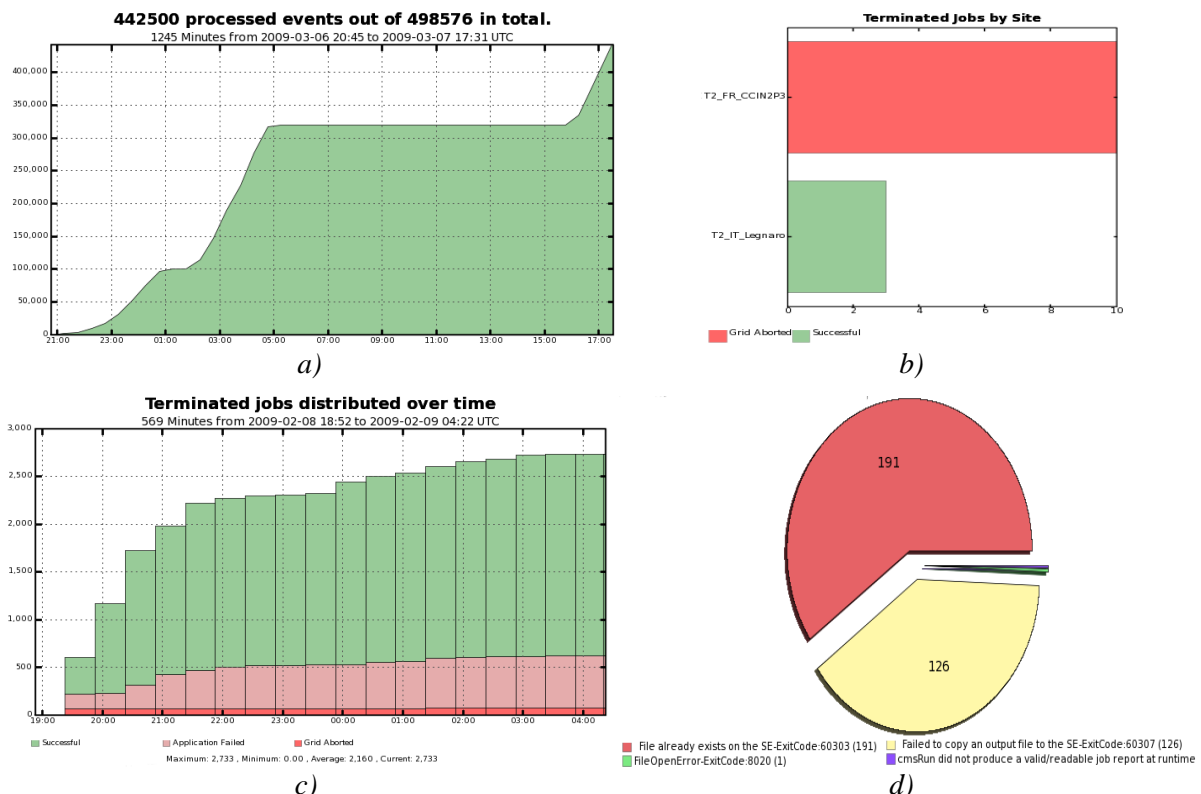 442500 processed events out of 498576 in total.
1245 Minutes from 2009-03-06 20:45 to 2009-03-07 17:31 UTC
400,000
350,000
300,000
250,000
200,000
150,000
100,000
50,000
0
21:00 23:00 01:00 03:00 05:00 07:00 09:00 11:00 13:00 15:00 17:00
a)
Terminated Jobs by Site
T2_FR_CCIN2P3
T2_IT_Legnaro
0 2 4 6 8 10
Grid Aborted Successful
b)
Terminated jobs distributed over time
569 Minutes from 2009-02-08 18:52 to 2009-02-09 04:22 UTC
3,000
2,500
2,000
1,500
1,000
500
0
19:00 20:00 21:00 22:00 23:00 00:00 01:00 02:00 03:00 04:00
Successful Application Failed Grid Aborted
Maximum: 2,733 , Minimum: 0.00 , Average: 2,160 , Current: 2,733
c)
191
126
File already exists on the SE-ExitCode:60303 (191) Failed to copy an output file to the SE-ExitCode:60307 (126)
FileOpenError-ExitCode:8020 (1) cmsRun did not produce a valid/readable job report at runtime
d)